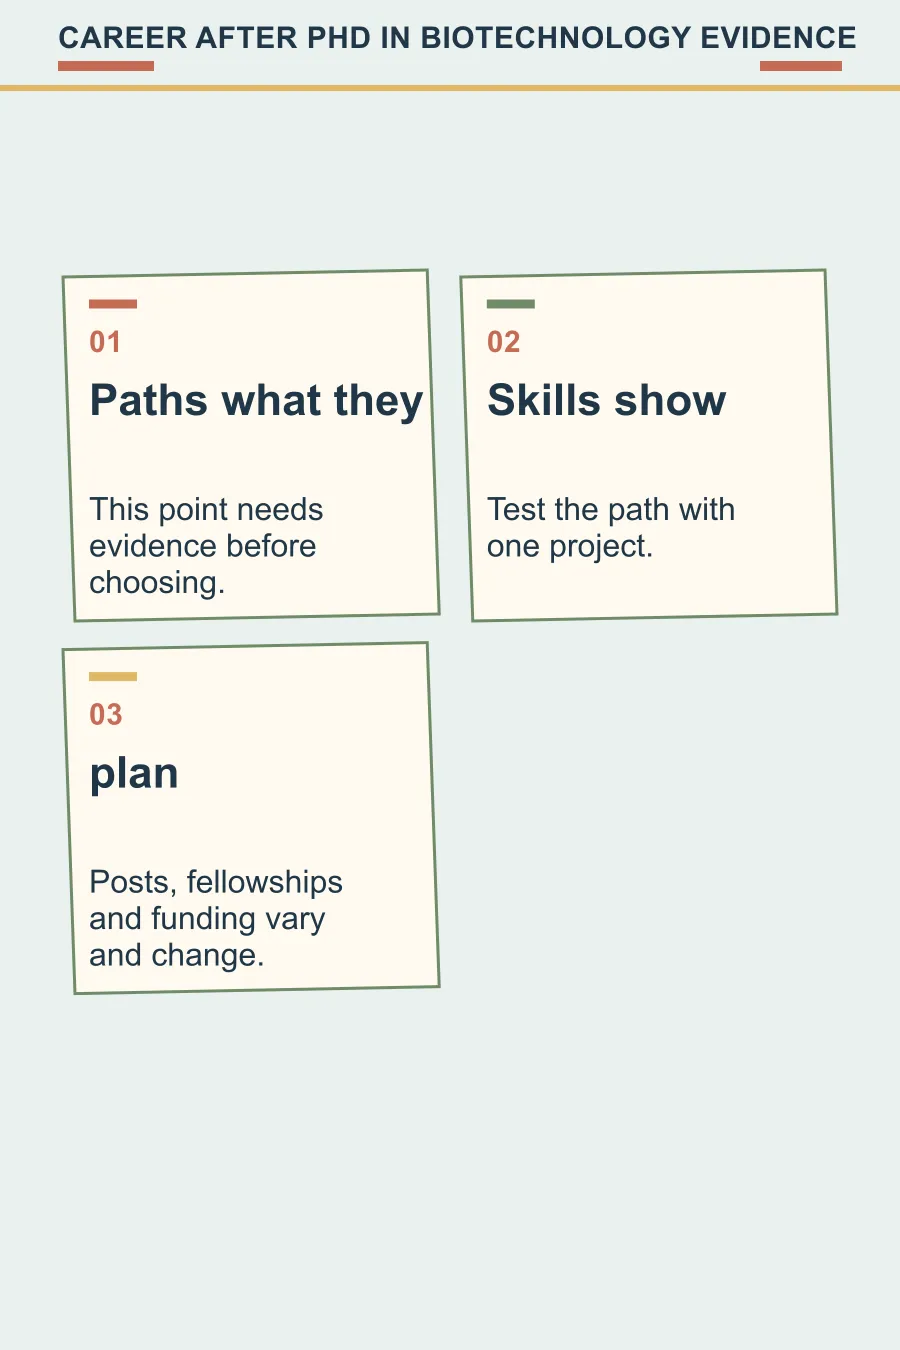 CAREER AFTER PHD IN BIOTECHNOLOGY EVIDENCE
01
Paths what they
This point needs
evidence before
choosing.
02
Skills show
Test the path with
one project.
03
plan
Posts, fellowships
and funding vary
and change.